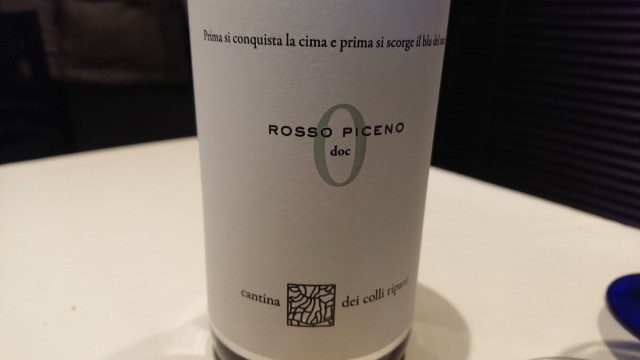 Prima si conquista la cima e prima si scorge il blu del
0
ROSSO PICENO
doc
cantina dei colli ripani